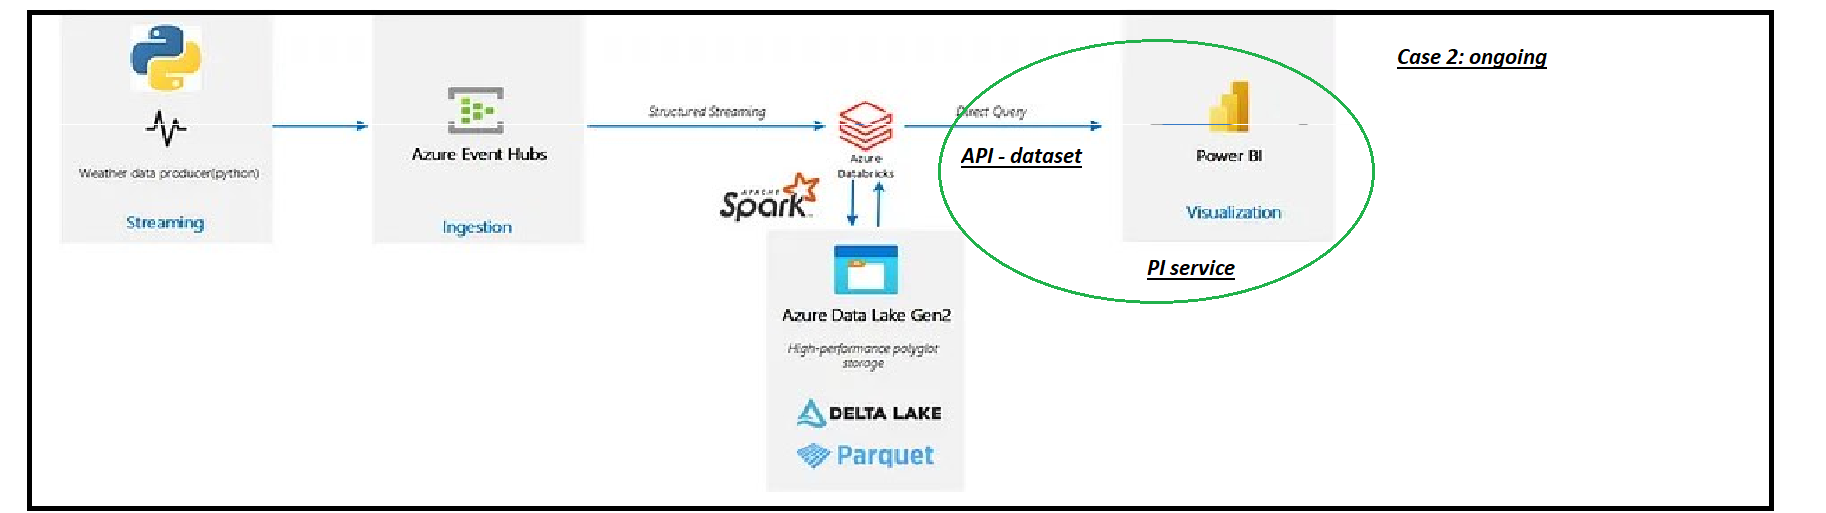 Case 2: ongoing
Weather data producer(python)
Streaming
Azure Event Hubs
Ingestion
Structured Streaming
Azure
Databricks
APACHE
Spark
TM
Direct Query
API - dataset
Power BI
Visualization
PI service
Azure Data Lake Gen2
High-performance polyglot
storage
DELTA LAKE
Parquet